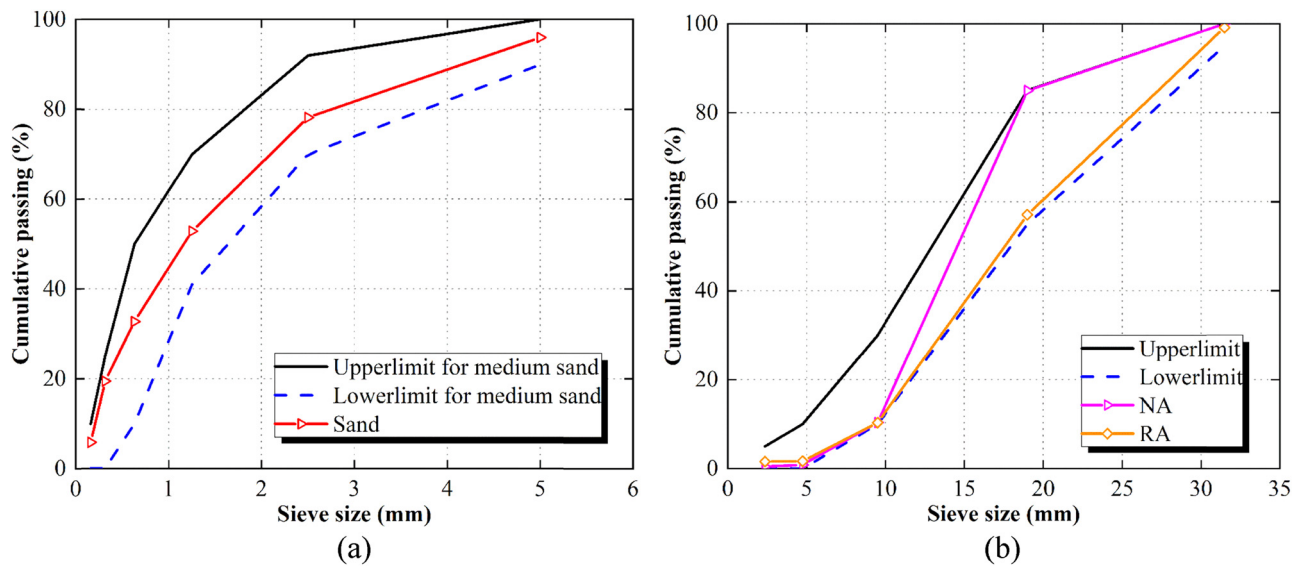 100
80
60
40
20
0
Cumulative passing (%)
0 1 2 3 4 5 6
Sieve size (mm)
Upperlimit for medium sand
Lowerlimit for medium sand
Sand
(a)
100
80
60
40
20
0
Cumulative passing (%)
0 5 10 15 20 25 30 35
Sieve size (mm)
Upperlimit
Lowerlimit
NA
RA
(b)